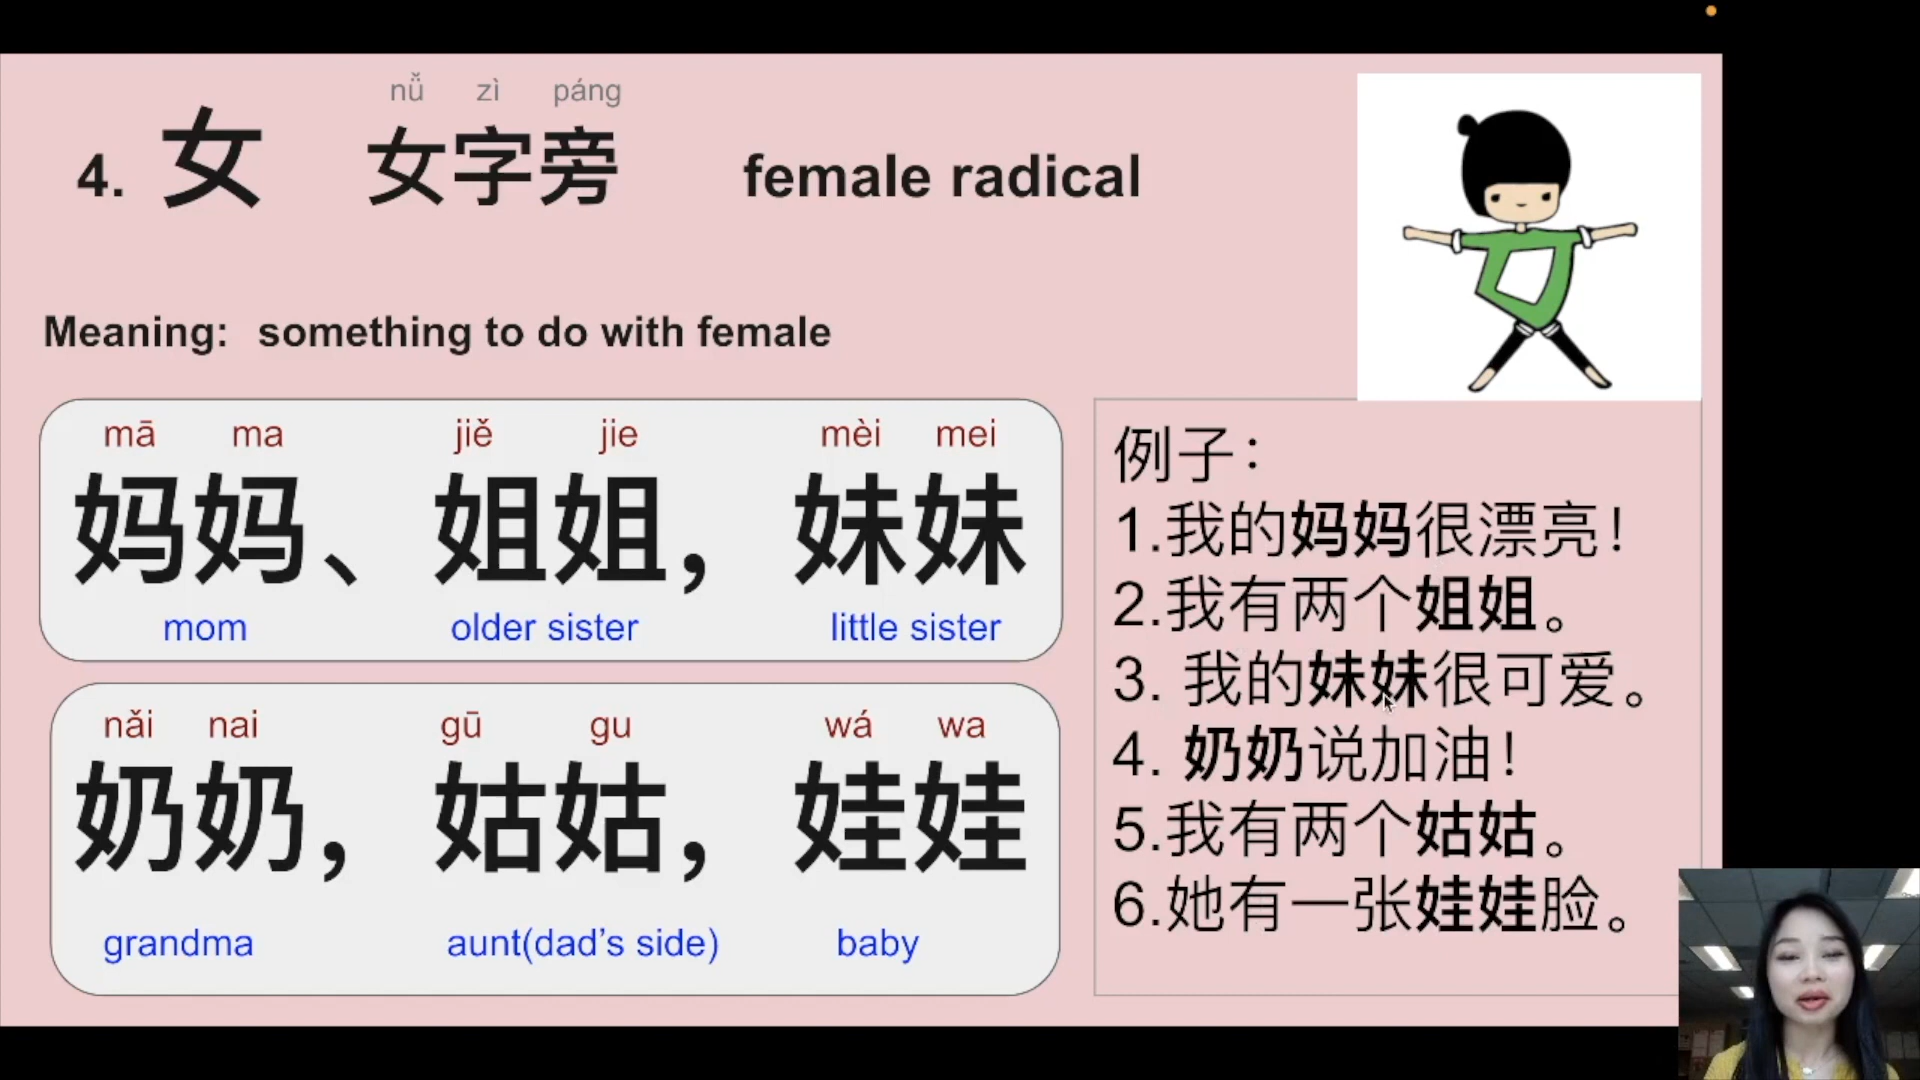 nǚ zì páng
4. 女 女字旁 female radical
Meaning: something to do with female
mā ma jiě jie mèi mei
妈妈、姐姐，妹妹
mom older sister little sister
nǎi nai gū gu wá wa
奶奶，姑姑，娃娃
grandma aunt(dad’s side) baby
例子：
1.我的妈妈很漂亮！
2.我有两个姐姐。
3. 我的妹妹很可爱。
4. 奶奶说加油！
5.我有两个姑姑。
6.她有一张娃娃脸。